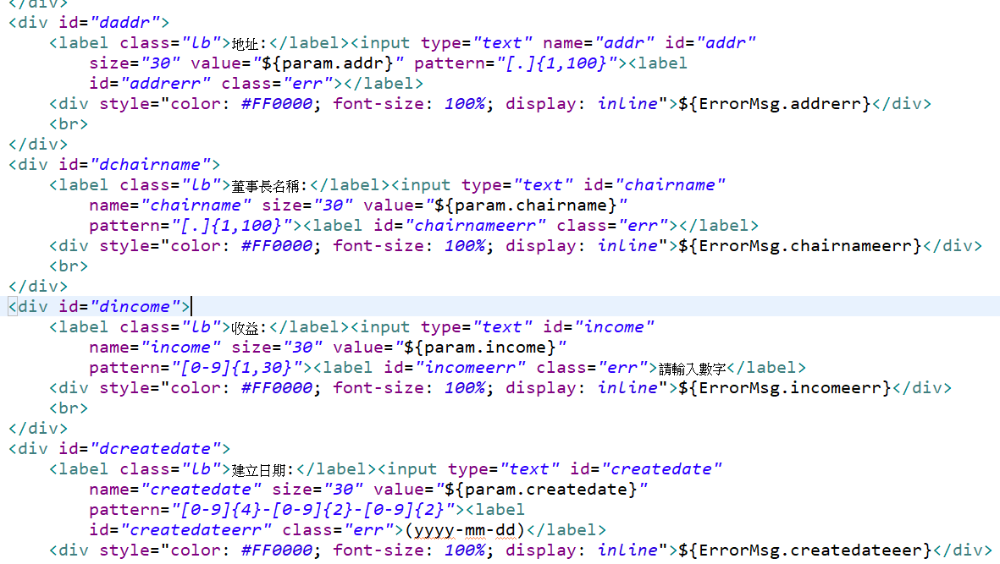 </div>
<div id="daddr">
<label class="lb">地址:</label><input type="text" name="addr" id="addr"
size="30" value="${param.addr}" pattern="[.]{1,100}"><label
id="addrerr" class="err"></label>
<div style="color: #FF0000; font-size: 100%; display: inline">${ErrorMsg.addrerr}</div>
<br>
</div>
<div id="dchairname">
<label class="lb">董事長名稱:</label><input type="text" id="chairname"
name="chairname" size="30" value="${param.chairname}"
pattern="[.]{1,100}"><label id="chairnameerr" class="err"></label>
<div style="color: #FF0000; font-size: 100%; display: inline">${ErrorMsg.chairnameerr}</div>
<br>
</div>
<div id="dincome">
<label class="lb">收益:</label><input type="text" id="income"
name="income" size="30" value="${param.income}"
pattern="[0-9]{1,30}"><label id="incomeerr" class="err">請輸入數字</label>
<div style="color: #FF0000; font-size: 100%; display: inline">${ErrorMsg.incomeerr}</div>
<br>
</div>
<div id="dcreatedate">
<label class="lb">建立日期:</label><input type="text" id="createdate"
name="createdate" size="30" value="${param.createdate}"
pattern="[0-9]{4}-[0-9]{2}-[0-9]{2}"><label
id="createdateerr" class="err">(yyyy-mm-dd)</label>
<div style="color: #FF0000; font-size: 100%; display: inline">${ErrorMsg.createdateeer}</div>